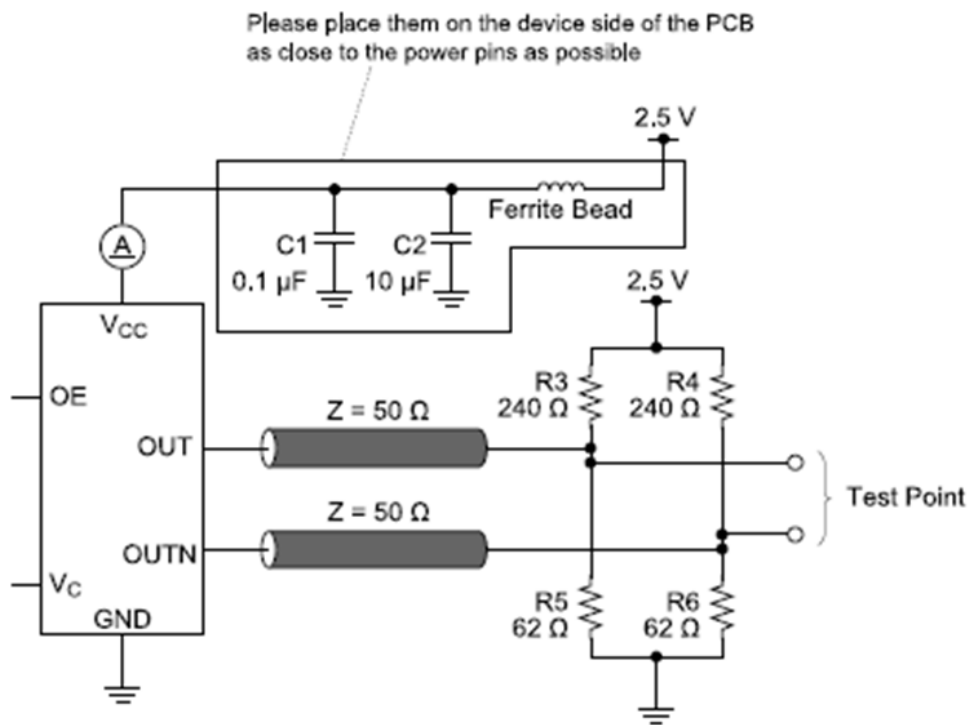 Please place them on the device side of the PCB
as close to the power pins as possible
2.5 V
Ferrite Bead
C1
0.1 µF
C2
10 µF
A
VCC
OE
OUT
OUTN
VC
GND
Z = 50 Ω
Z = 50 Ω
2.5 V
R3
240 Ω
R4
240 Ω
Test Point
R5
62 Ω
R6
62 Ω